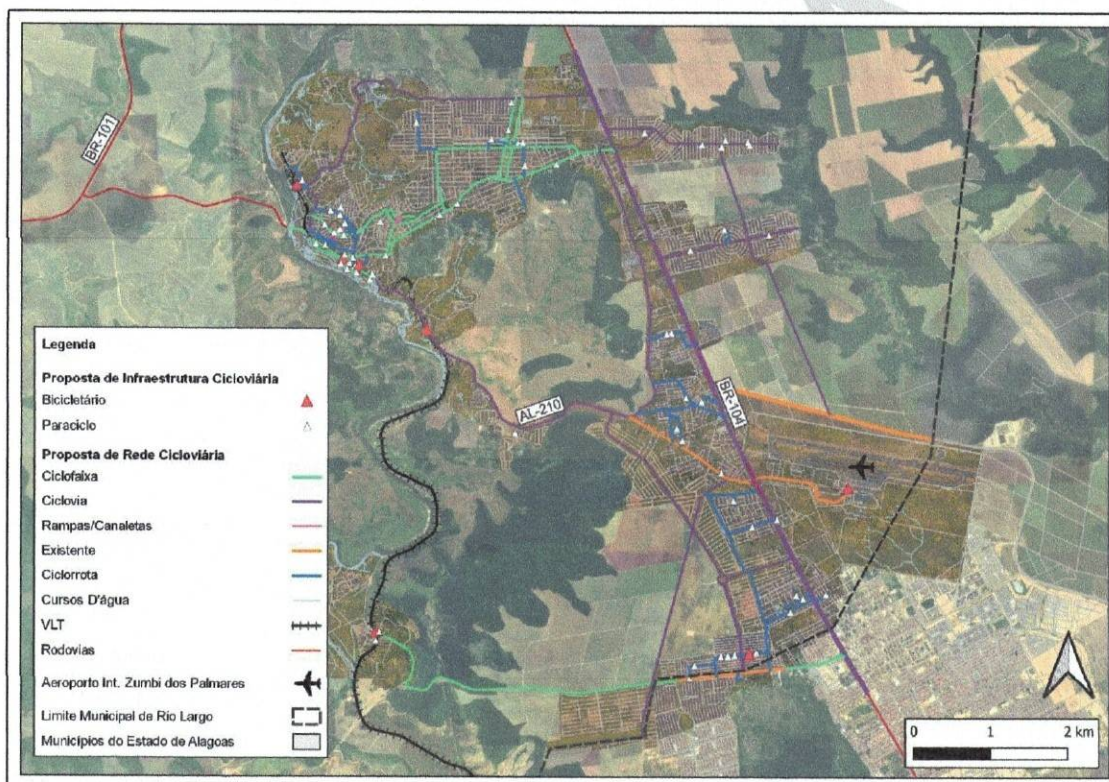 BR-101
AL-210
BR-104
Legenda
Proposta de Infraestrutura Cicloviária
Bicicletário
Paraciclo
Proposta de Rede Cicloviária
Ciclofaixa
Ciclovia
Rampas/Canaletas
Existente
Ciclorrota
Cursos D'água
VLT
Rodovias
Aeroporto Int. Zumbi dos Palmares
Limite Municipal de Rio Largo
Municípios do Estado de Alagoas
0 1 2 km